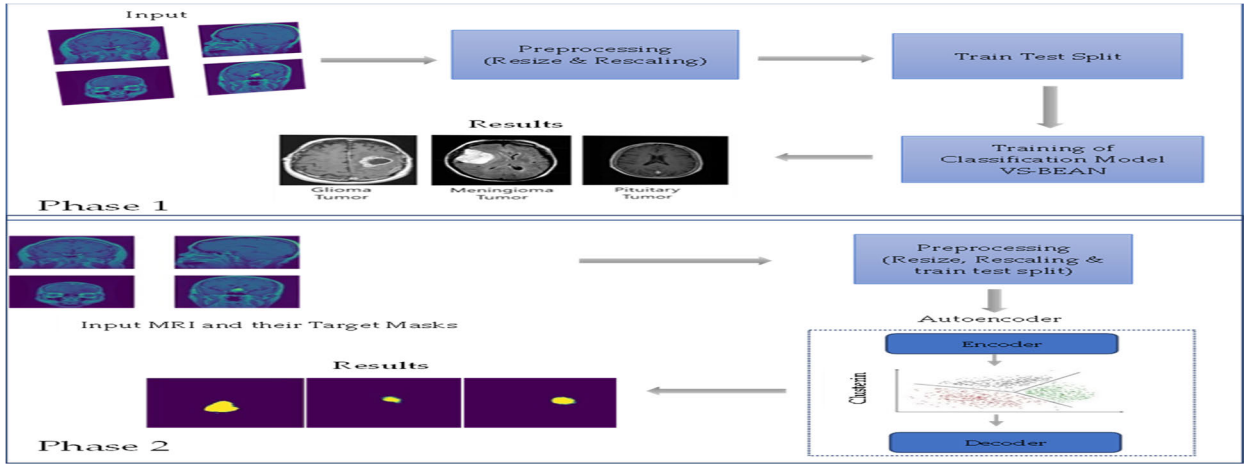 Input
Preprocessing
(Resize & Rescaling)
Train Test Split
Results
Training of
Classification Model
VS-BEAN
Glioma
Tumor
Meningioma
Tumor
Pituitary
Tumor
Phase 1
Preprocessing
(Resize, Rescaling &
train test split)
Input MRI and their Target Masks
Autoencoder
Encoder
Results
Clusterin
Decoder
Phase 2